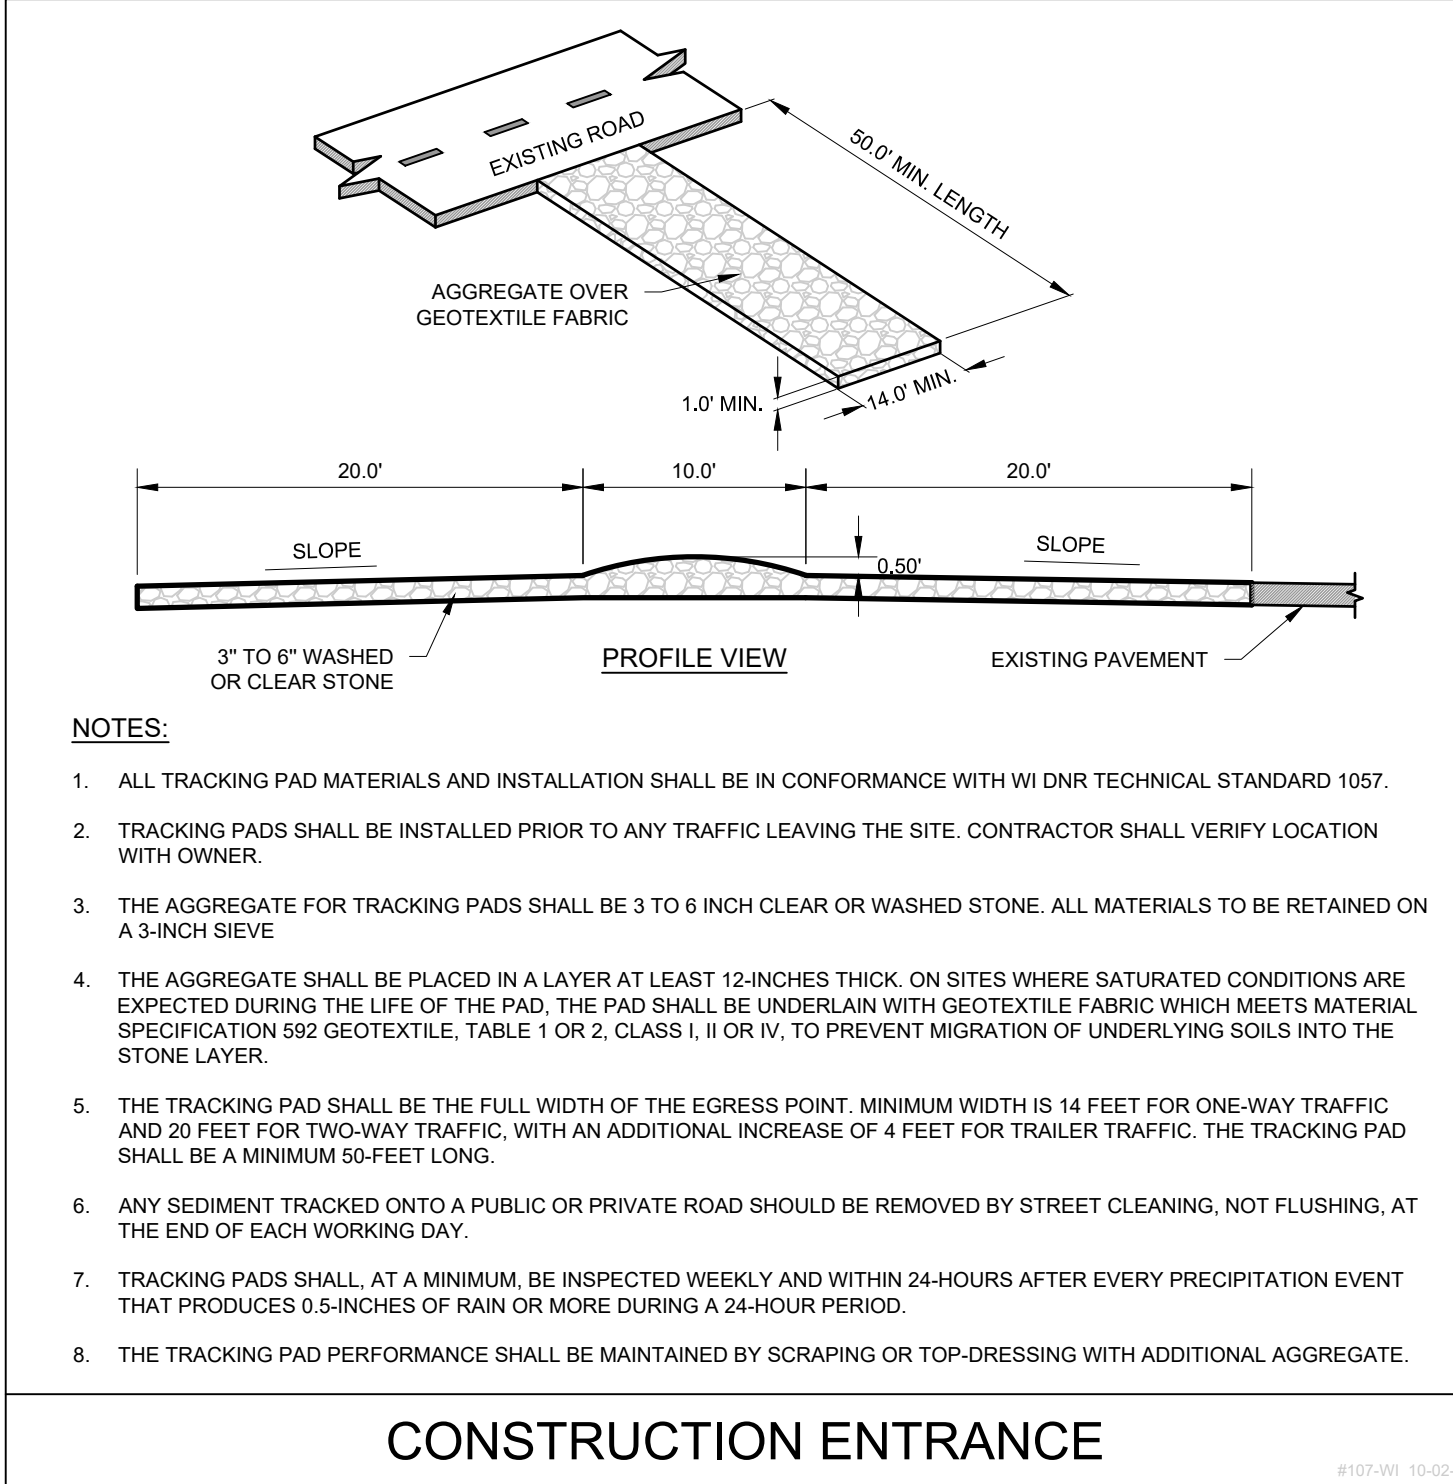 EXISTING ROAD
50.0' MIN. LENGTH
AGGREGATE OVER
GEOTEXTILE FABRIC
1.0' MIN.
14.0' MIN.
20.0'
10.0'
20.0'
SLOPE
SLOPE
0.50'
3" TO 6" WASHED
OR CLEAR STONE
PROFILE VIEW
EXISTING PAVEMENT
NOTES:
1. ALL TRACKING PAD MATERIALS AND INSTALLATION SHALL BE IN CONFORMANCE WITH WI DNR TECHNICAL STANDARD 1057.
2. TRACKING PADS SHALL BE INSTALLED PRIOR TO ANY TRAFFIC LEAVING THE SITE. CONTRACTOR SHALL VERIFY LOCATION
WITH OWNER.
3. THE AGGREGATE FOR TRACKING PADS SHALL BE 3 TO 6 INCH CLEAR OR WASHED STONE. ALL MATERIALS TO BE RETAINED ON
A 3-INCH SIEVE
4. THE AGGREGATE SHALL BE PLACED IN A LAYER AT LEAST 12-INCHES THICK. ON SITES WHERE SATURATED CONDITIONS ARE
EXPECTED DURING THE LIFE OF THE PAD, THE PAD SHALL BE UNDERLAIN WITH GEOTEXTILE FABRIC WHICH MEETS MATERIAL
SPECIFICATION 592 GEOTEXTILE, TABLE 1 OR 2, CLASS I, II OR IV, TO PREVENT MIGRATION OF UNDERLYING SOILS INTO THE
STONE LAYER.
5. THE TRACKING PAD SHALL BE THE FULL WIDTH OF THE EGRESS POINT. MINIMUM WIDTH IS 14 FEET FOR ONE-WAY TRAFFIC
AND 20 FEET FOR TWO-WAY TRAFFIC, WITH AN ADDITIONAL INCREASE OF 4 FEET FOR TRAILER TRAFFIC. THE TRACKING PAD
SHALL BE A MINIMUM 50-FEET LONG.
6. ANY SEDIMENT TRACKED ONTO A PUBLIC OR PRIVATE ROAD SHOULD BE REMOVED BY STREET CLEANING, NOT FLUSHING, AT
THE END OF EACH WORKING DAY.
7. TRACKING PADS SHALL, AT A MINIMUM, BE INSPECTED WEEKLY AND WITHIN 24-HOURS AFTER EVERY PRECIPITATION EVENT
THAT PRODUCES 0.5-INCHES OF RAIN OR MORE DURING A 24-HOUR PERIOD.
8. THE TRACKING PAD PERFORMANCE SHALL BE MAINTAINED BY SCRAPING OR TOP-DRESSING WITH ADDITIONAL AGGREGATE.
CONSTRUCTION ENTRANCE
#107-WI 10-02-